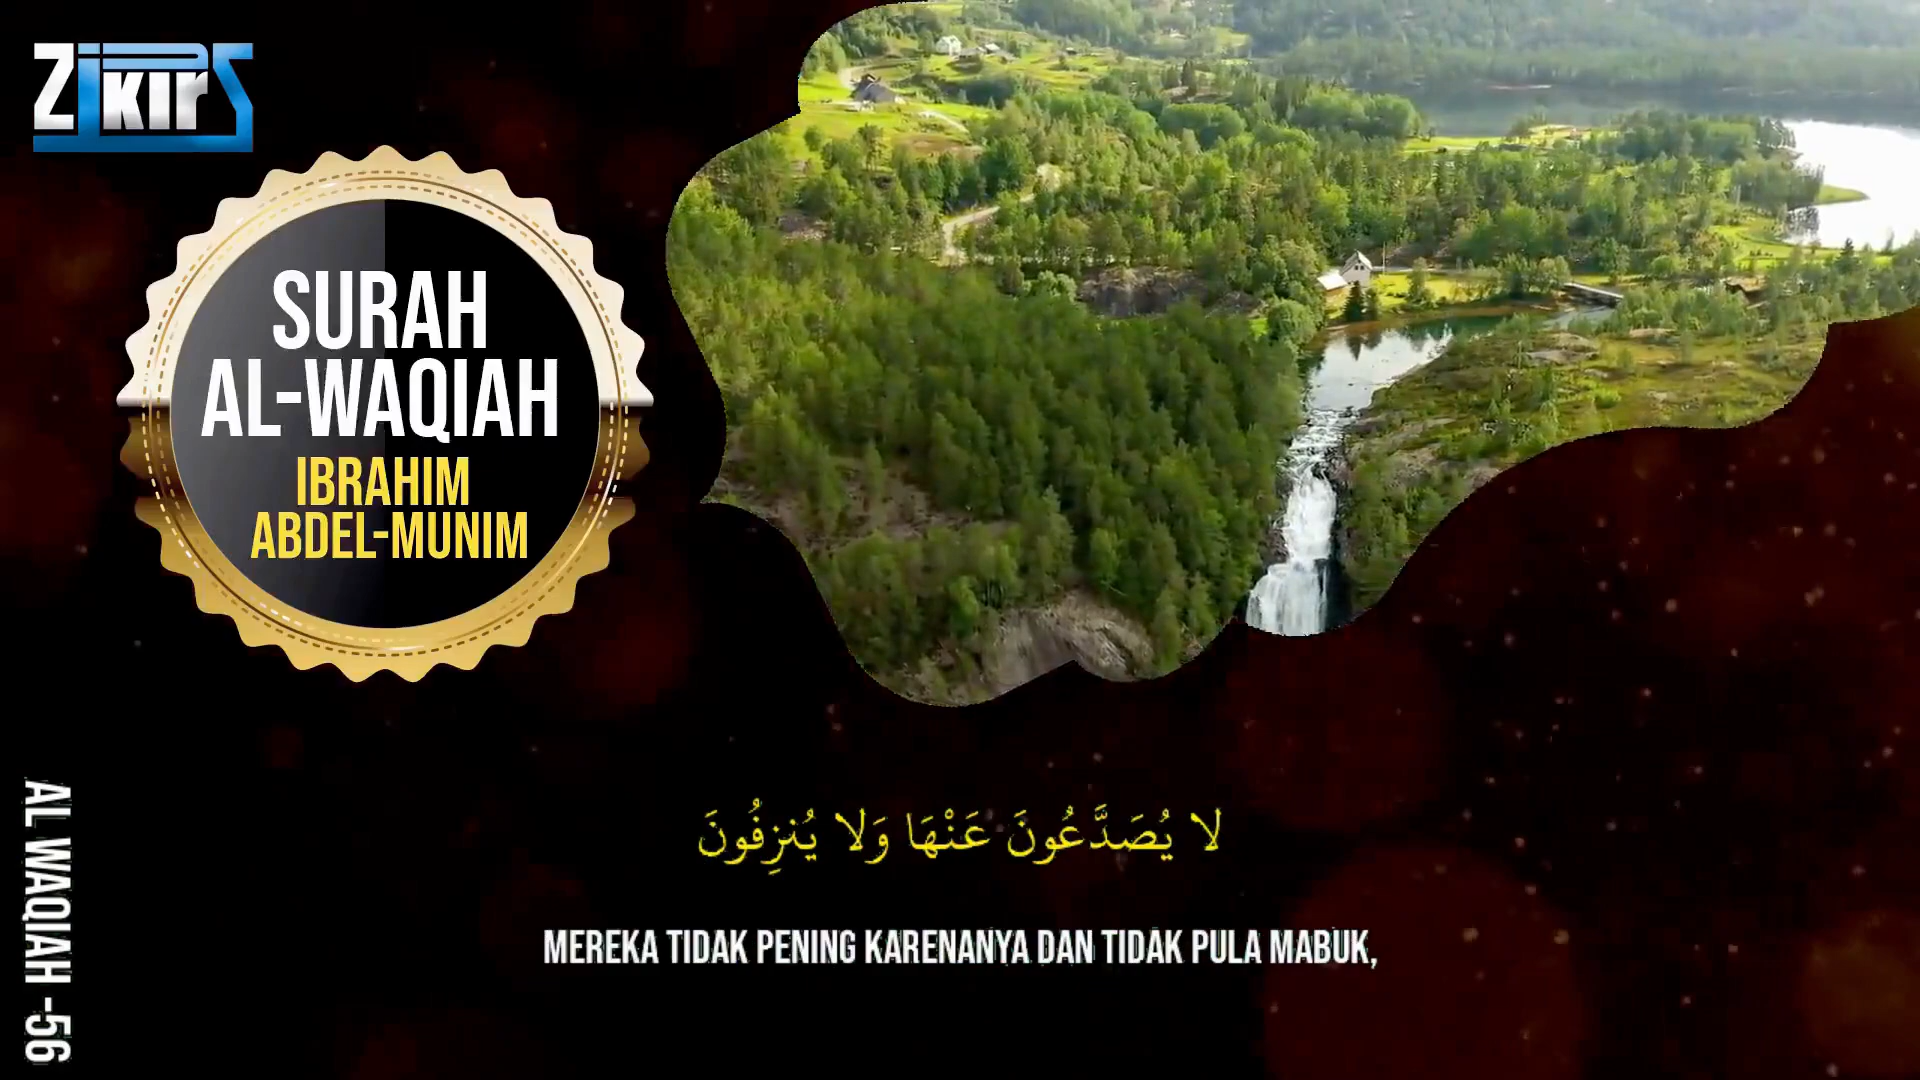 ZikirS
SURAH
AL-WAQIAH
IBRAHIM
ABDEL-MUNIM
لا يُصَدَّعُونَ عَنْهَا وَلا يُنزِفُونَ
MEREKA TIDAK PENING KARENANYA DAN TIDAK PULA MABUK,
AL WAQIAH -56